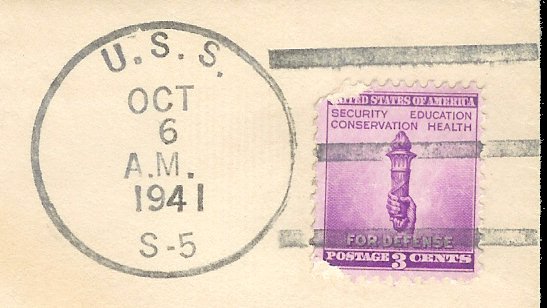 U.S.S.
OCT
6
A.M.
1941
S-5
UNITED STATES OF AMERICA
SECURITY EDUCATION
CONSERVATION HEALTH
FOR DEFENSE
POSTAGE 3 CENTS